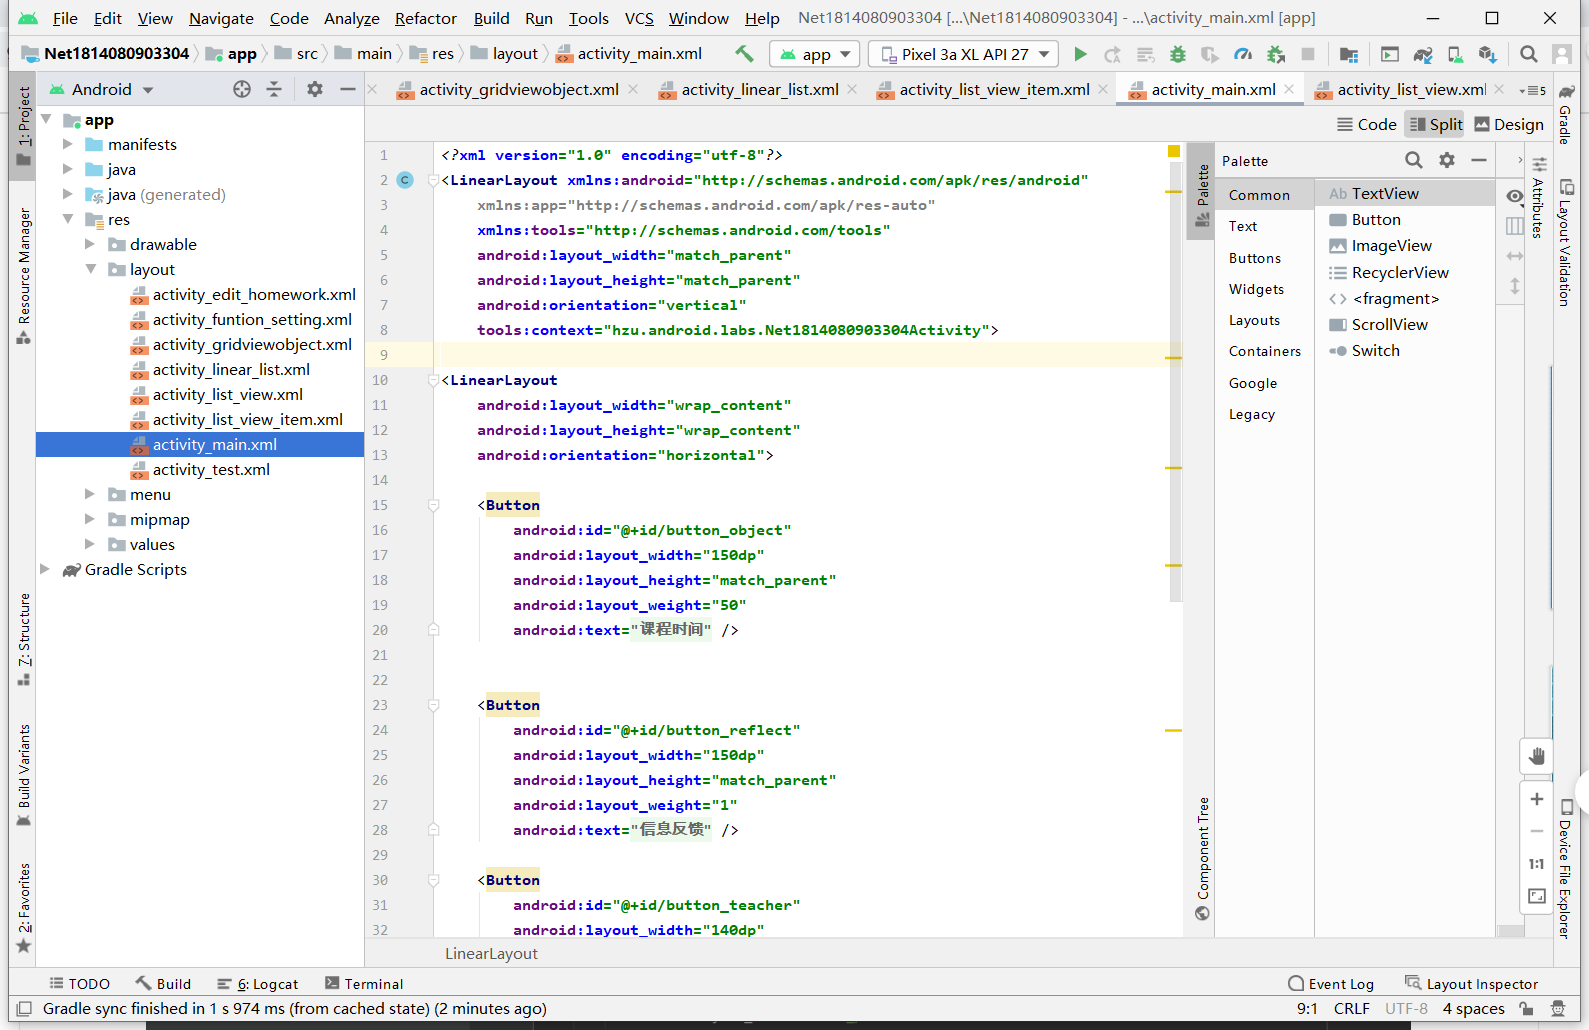 File Edit View Navigate Code Analyze Refactor Build Run Tools VCS Window Help Net1814080903304 [...\Net1814080903304] - ...\activity_main.xml [app]
Net1814080903304 app src main res layout activity_main.xml app Pixel 3a XL API 27
Android activity_gridviewobject.xml activity_linear_list.xml activity_list_view_item.xml activity_main.xml activity_list_view.xml 5
Code Split Design
1: Project
Resource Manager
Z: Structure
Build Variants
2: Favorites
app
manifests
java
java (generated)
res
drawable
layout
activity_edit_homework.xml
activity_funtion_setting.xml
activity_gridviewobject.xml
activity_linear_list.xml
activity_list_view.xml
activity_list_view_item.xml
activity_main.xml
activity_test.xml
menu
mipmap
values
Gradle Scripts
1 <?xml version="1.0" encoding="utf-8"?>
2 C <LinearLayout xmlns:android="http://schemas.android.com/apk/res/android"
3 xmlns:app="http://schemas.android.com/apk/res-auto"
4 xmlns:tools="http://schemas.android.com/tools"
5 android:layout_width="match_parent"
6 android:layout_height="match_parent"
7 android:orientation="vertical"
8 tools:context="hzu.android.labs.Net1814080903304Activity">
9
10 <LinearLayout
11 android:layout_width="wrap_content"
12 android:layout_height="wrap_content"
13 android:orientation="horizontal">
14
15 <Button
16 android:id="@+id/button_object"
17 android:layout_width="150dp"
18 android:layout_height="match_parent"
19 android:layout_weight="50"
20 android:text="课程时间" />
21
22
23 <Button
24 android:id="@+id/button_reflect"
25 android:layout_width="150dp"
26 android:layout_height="match_parent"
27 android:layout_weight="1"
28 android:text="信息反馈" />
29
30 <Button
31 android:id="@+id/button_teacher"
32 android:layout_width="140dp"
LinearLayout
Palette
Component Tree
Palette
Common
Text
Buttons
Widgets
Layouts
Containers
Google
Legacy
Ab TextView
Button
ImageView
RecyclerView
<fragment>
ScrollView
Switch
Attributes
1:1
Gradle
Layout Validation
Device File Explorer
TODO Build 6: Logcat Terminal Event Log Layout Inspector
Gradle sync finished in 1 s 974 ms (from cached state) (2 minutes ago) 9:1 CRLF UTF-8 4 spaces